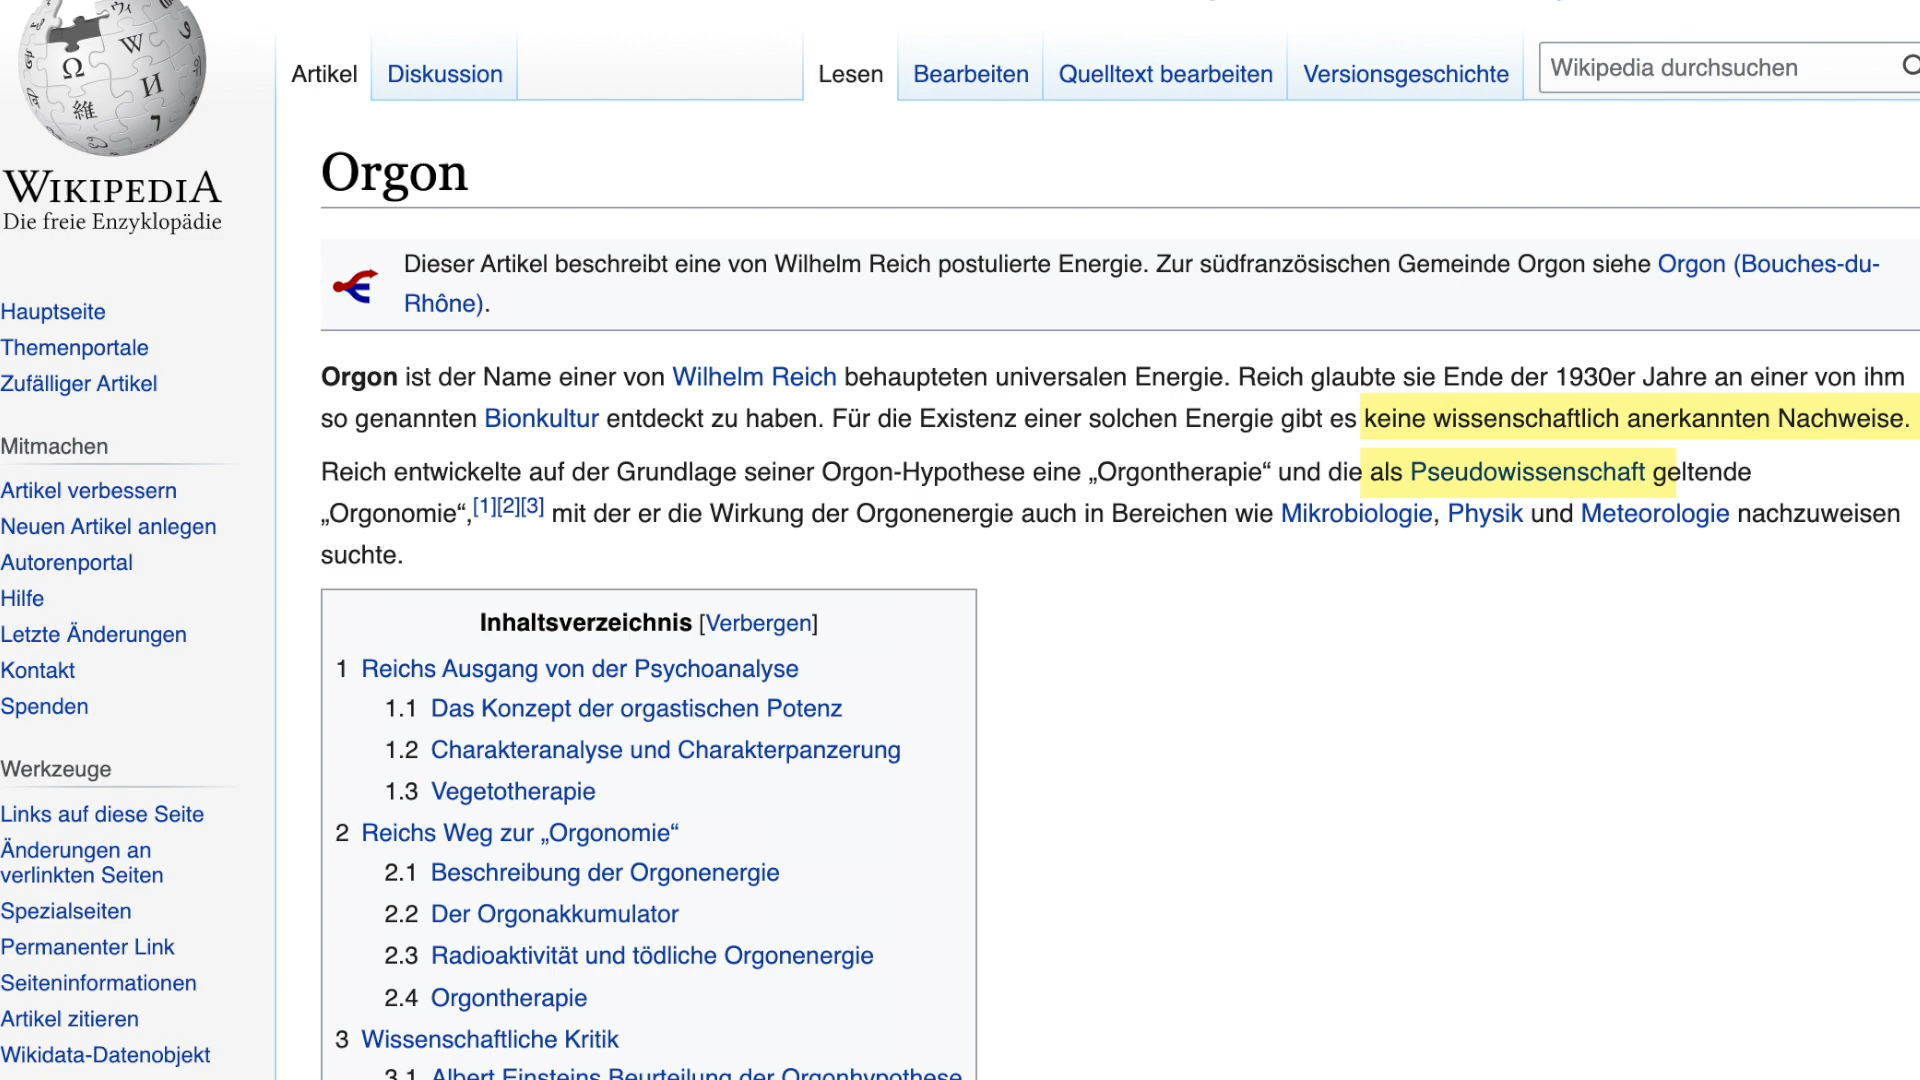 Artikel
Diskussion
Lesen
Bearbeiten
Quelltext bearbeiten
Versionsgeschichte
Wikipedia durchsuchen
WIKIPEDIA
Die freie Enzyklopädie
Hauptseite
Themenportale
Zufälliger Artikel
Mitmachen
Artikel verbessern
Neuen Artikel anlegen
Autorenportal
Hilfe
Letzte Änderungen
Kontakt
Spenden
Werkzeuge
Links auf diese Seite
Änderungen an
verlinkten Seiten
Spezialseiten
Permanenter Link
Seiteninformationen
Artikel zitieren
Wikidata-Datenobjekt
Orgon
Dieser Artikel beschreibt eine von Wilhelm Reich postulierte Energie. Zur südfranzösischen Gemeinde Orgon siehe Orgon (Bouches-du-
Rhône).
Orgon ist der Name einer von Wilhelm Reich behaupteten universalen Energie. Reich glaubte sie Ende der 1930er Jahre an einer von ihm
so genannten Bionkultur entdeckt zu haben. Für die Existenz einer solchen Energie gibt es keine wissenschaftlich anerkannten Nachweise.
Reich entwickelte auf der Grundlage seiner Orgon-Hypothese eine „Orgontherapie“ und die als Pseudowissenschaft geltende
„Orgonomie“,[1][2][3] mit der er die Wirkung der Orgonenergie auch in Bereichen wie Mikrobiologie, Physik und Meteorologie nachzuweisen
suchte.
Inhaltsverzeichnis [Verbergen]
1 Reichs Ausgang von der Psychoanalyse
1.1 Das Konzept der orgastischen Potenz
1.2 Charakteranalyse und Charakterpanzerung
1.3 Vegetotherapie
2 Reichs Weg zur „Orgonomie“
2.1 Beschreibung der Orgonenergie
2.2 Der Orgonakkumulator
2.3 Radioaktivität und tödliche Orgonenergie
2.4 Orgontherapie
3 Wissenschaftliche Kritik
3.1 Albert Einsteins Beurteilung der Orgonhypothese